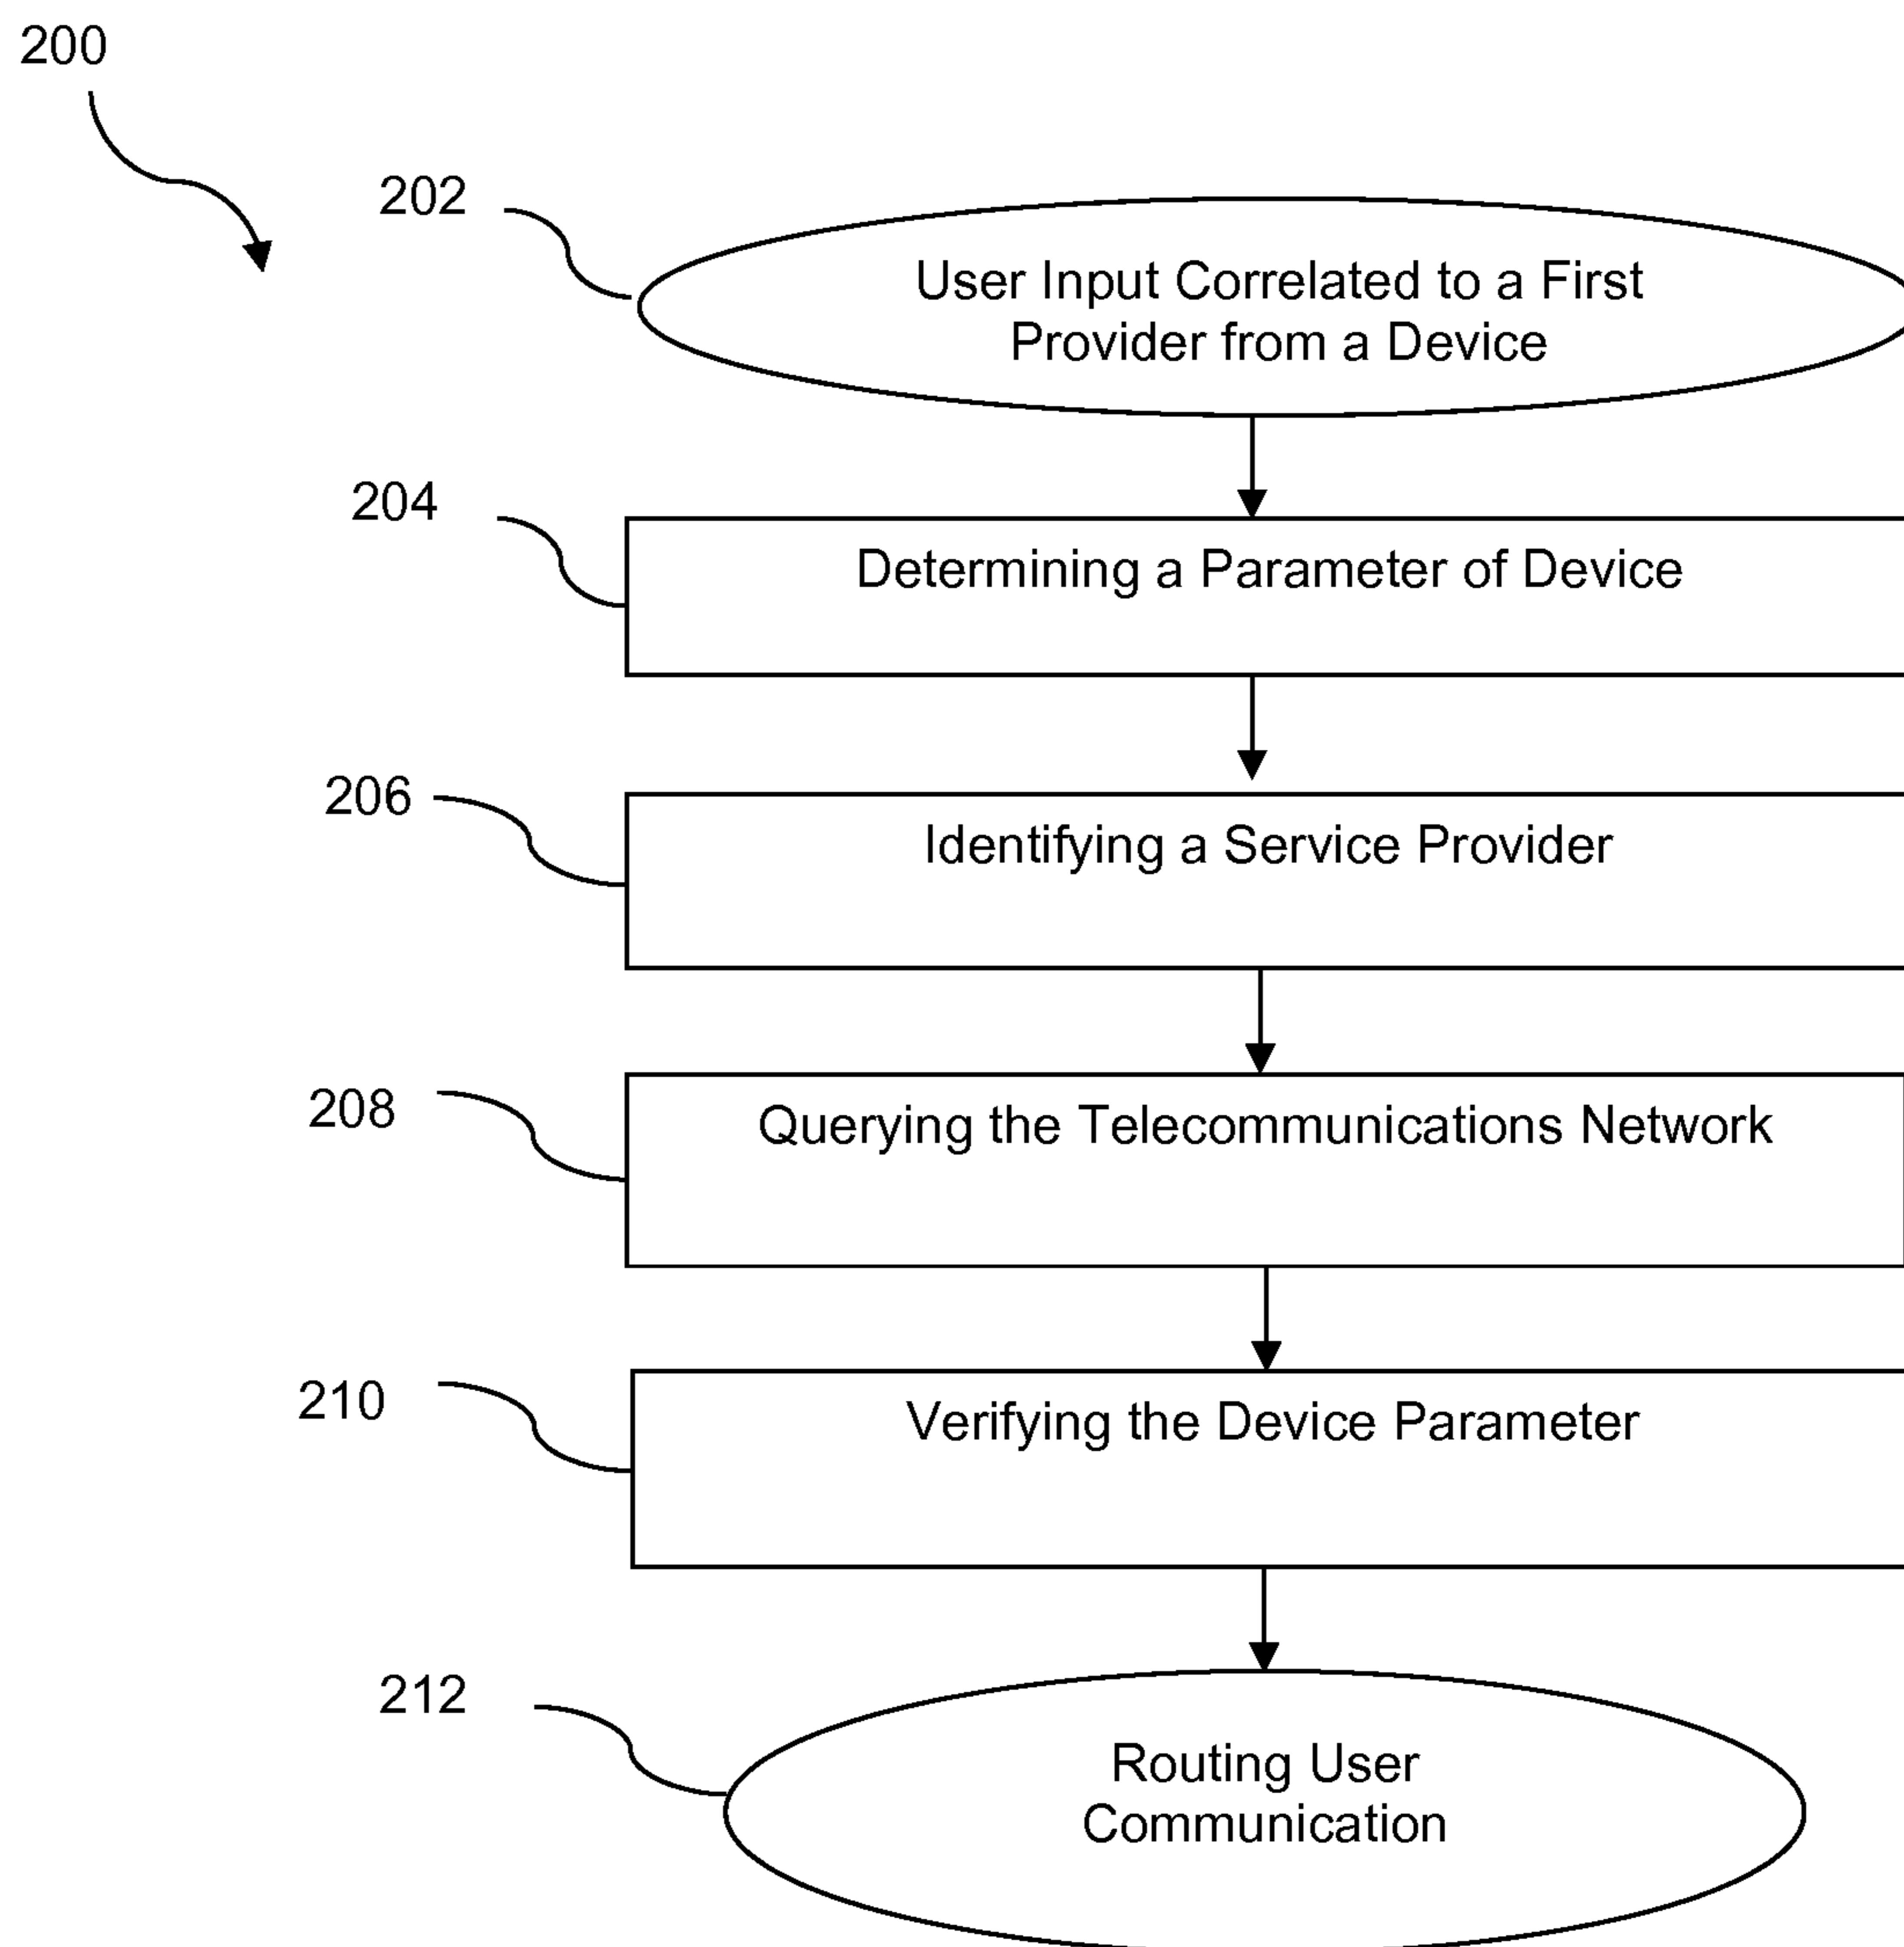 200
202
User Input Correlated to a First
Provider from a Device
204
Determining a Parameter of Device
206
Identifying a Service Provider
208
Querying the Telecommunications Network
210
Verifying the Device Parameter
212
Routing User
Communication